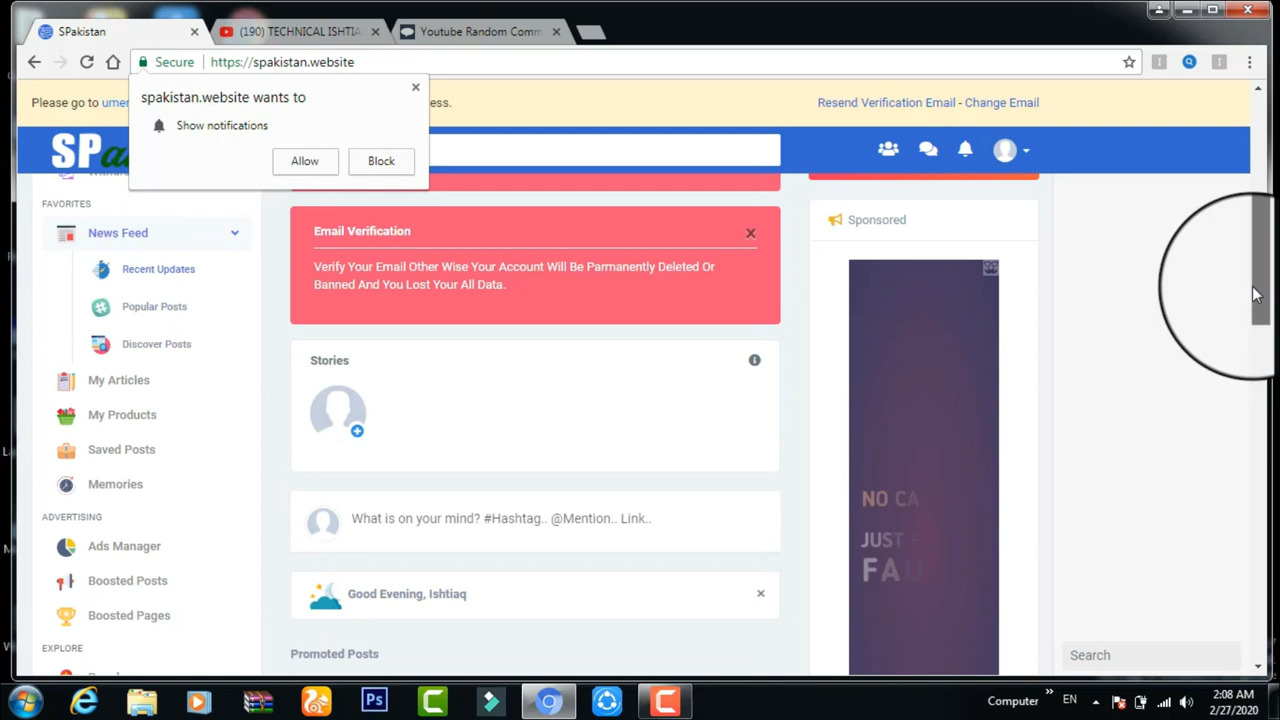 SPakistan
(190) TECHNICAL ISHTIA
Youtube Random Comm
Secure
https://spakistan.website
spakistan.website wants to
Show notifications
Allow
Block
Please go to
ess.
Resend Verification Email - Change Email
FAVORITES
News Feed
Recent Updates
Popular Posts
Discover Posts
My Articles
My Products
Saved Posts
Memories
ADVERTISING
Ads Manager
Boosted Posts
Boosted Pages
EXPLORE
Email Verification
Verify Your Email Other Wise Your Account Will Be Parmanently Deleted Or
Banned And You Lost Your All Data.
Stories
What is on your mind? #Hashtag.. @Mention.. Link..
Good Evening, Ishtiaq
Promoted Posts
Sponsored
NO CA
JUST
FAU
Search
Ps
Computer
EN
2:08 AM
2/27/2020